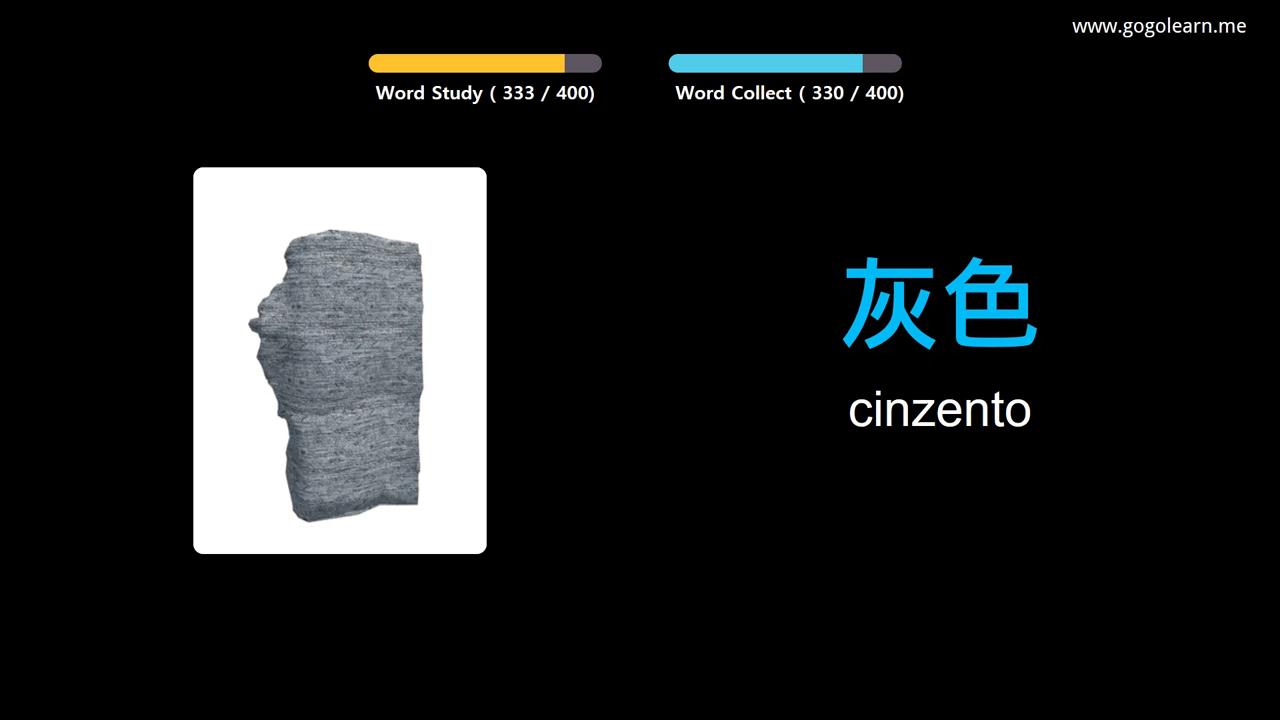 www.gogolearn.me
Word Study ( 333 / 400)
Word Collect ( 330 / 400)
灰色
cinzento